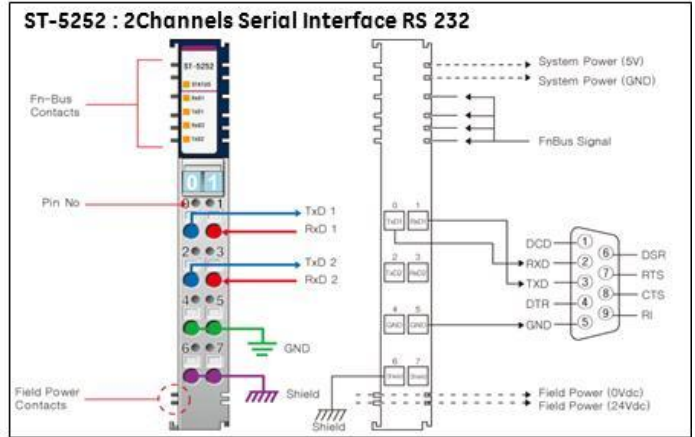 ST-5252 : 2Channels Serial Interface RS 232
ST-5252
STATUS
RxD1
TxD1
RxD2
TxD2
Fn-Bus
Contacts
Pin No
0 1
0 1
TxD 1
RxD 1
2 3
TxD 2
RxD 2
4 5
GND
6 7
Shield
Field Power
Contacts
System Power (5V)
System Power (GND)
FnBus Signal
0 1
TxD1 RxD1
2 3
TxD2 RxD2
4 5
GND GND
6 7
Shield Shield
Shield
DCD 1
RXD 2
TXD 3
DTR 4
GND 5
6 DSR
7 RTS
8 CTS
9 RI
Field Power (0Vdc)
Field Power (24Vdc)